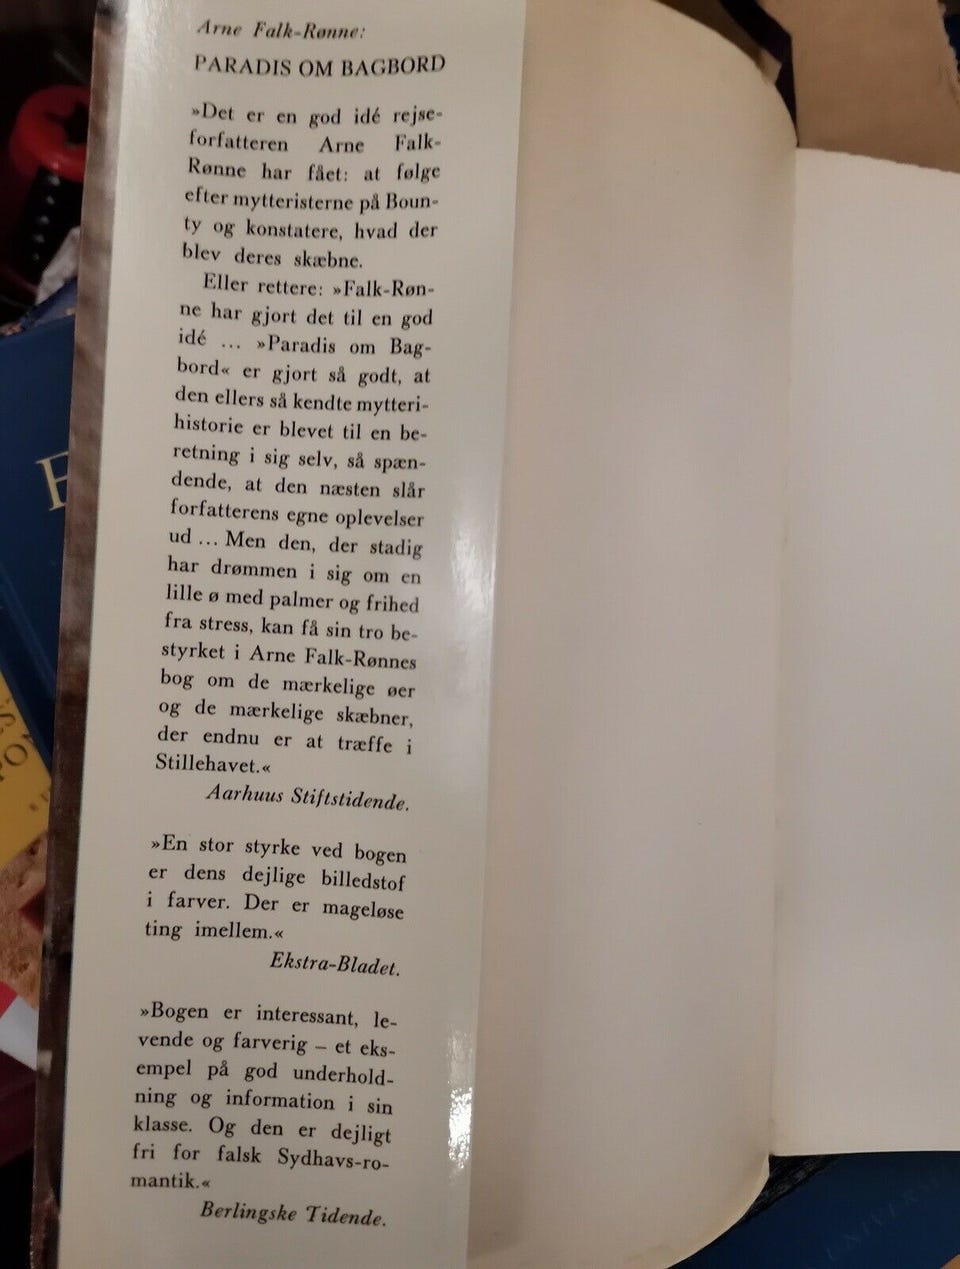 Arne Falk-Rønne:
PARADIS OM BAGBORD
»Det er en god idé rejse-
forfatteren Arne Falk-
Rønne har fået: at følge
efter mytteristerne på Boun-
ty og konstatere, hvad der
blev deres skæbne.
Eller rettere: »Falk-Røn-
ne har gjort det til en god
idé ... »Paradis om Bag-
bord« er gjort så godt, at
den ellers så kendte mytteri-
historie er blevet til en be-
retning i sig selv, så spæn-
dende, at den næsten slår
forfatterens egne oplevelser
ud ... Men den, der stadig
har drømmen i sig om en
lille ø med palmer og frihed
fra stress, kan få sin tro be-
styrket i Arne Falk-Rønnes
bog om de mærkelige øer
og de mærkelige skæbner,
der endnu er at træffe i
Stillehavet.«
Aarhuus Stiftstidende.
»En stor styrke ved bogen
er dens dejlige billedstof
i farver. Der er mageløse
ting imellem.«
Ekstra-Bladet.
»Bogen er interessant, le-
vende og farverig – et eks-
empel på god underhold-
ning og information i sin
klasse. Og den er dejligt
fri for falsk Sydhavs-ro-
mantik.«
Berlingske Tidende.